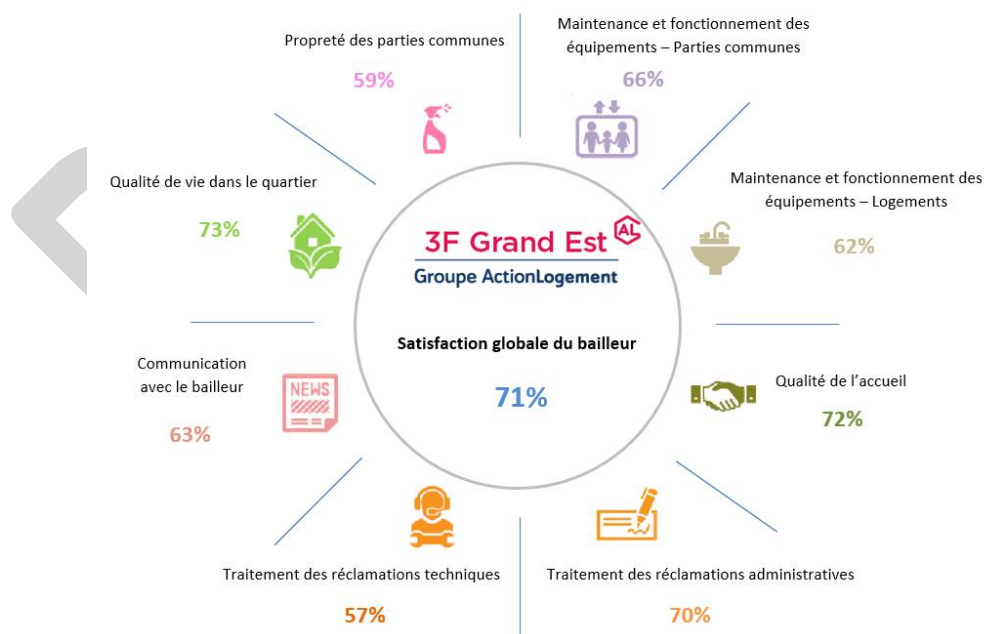 Propreté des parties communes
59%
Maintenance et fonctionnement des
équipements – Parties communes
66%
Qualité de vie dans le quartier
73%
Maintenance et fonctionnement des
équipements – Logements
62%
3F Grand Est
AL
Groupe ActionLogement
Satisfaction globale du bailleur
71%
Communication
avec le bailleur
63%
NEWS
Qualité de l’accueil
72%
Traitement des réclamations techniques
57%
Traitement des réclamations administratives
70%